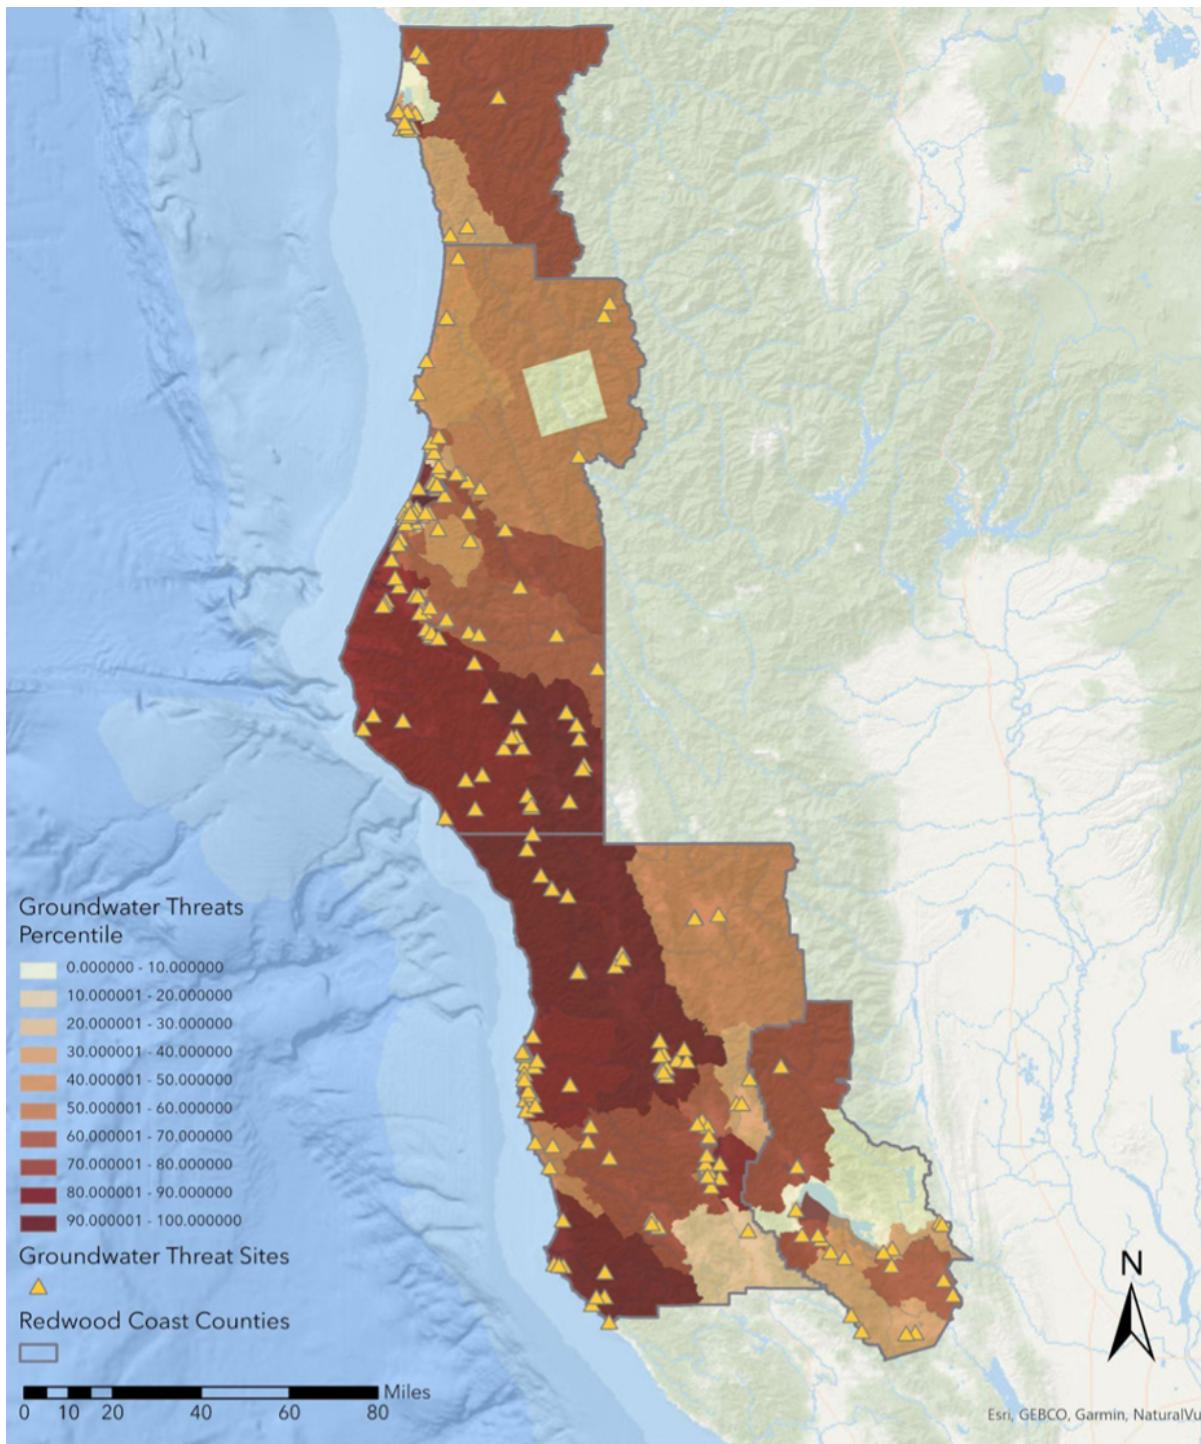 Groundwater Threats
Percentile
0.000000 - 10.000000
10.000001 - 20.000000
20.000001 - 30.000000
30.000001 - 40.000000
40.000001 - 50.000000
50.000001 - 60.000000
60.000001 - 70.000000
70.000001 - 80.000000
80.000001 - 90.000000
90.000001 - 100.000000
Groundwater Threat Sites
Redwood Coast Counties
Miles
0 10 20 40 60 80
N
Esri, GEBCO, Garmin, NaturalVu